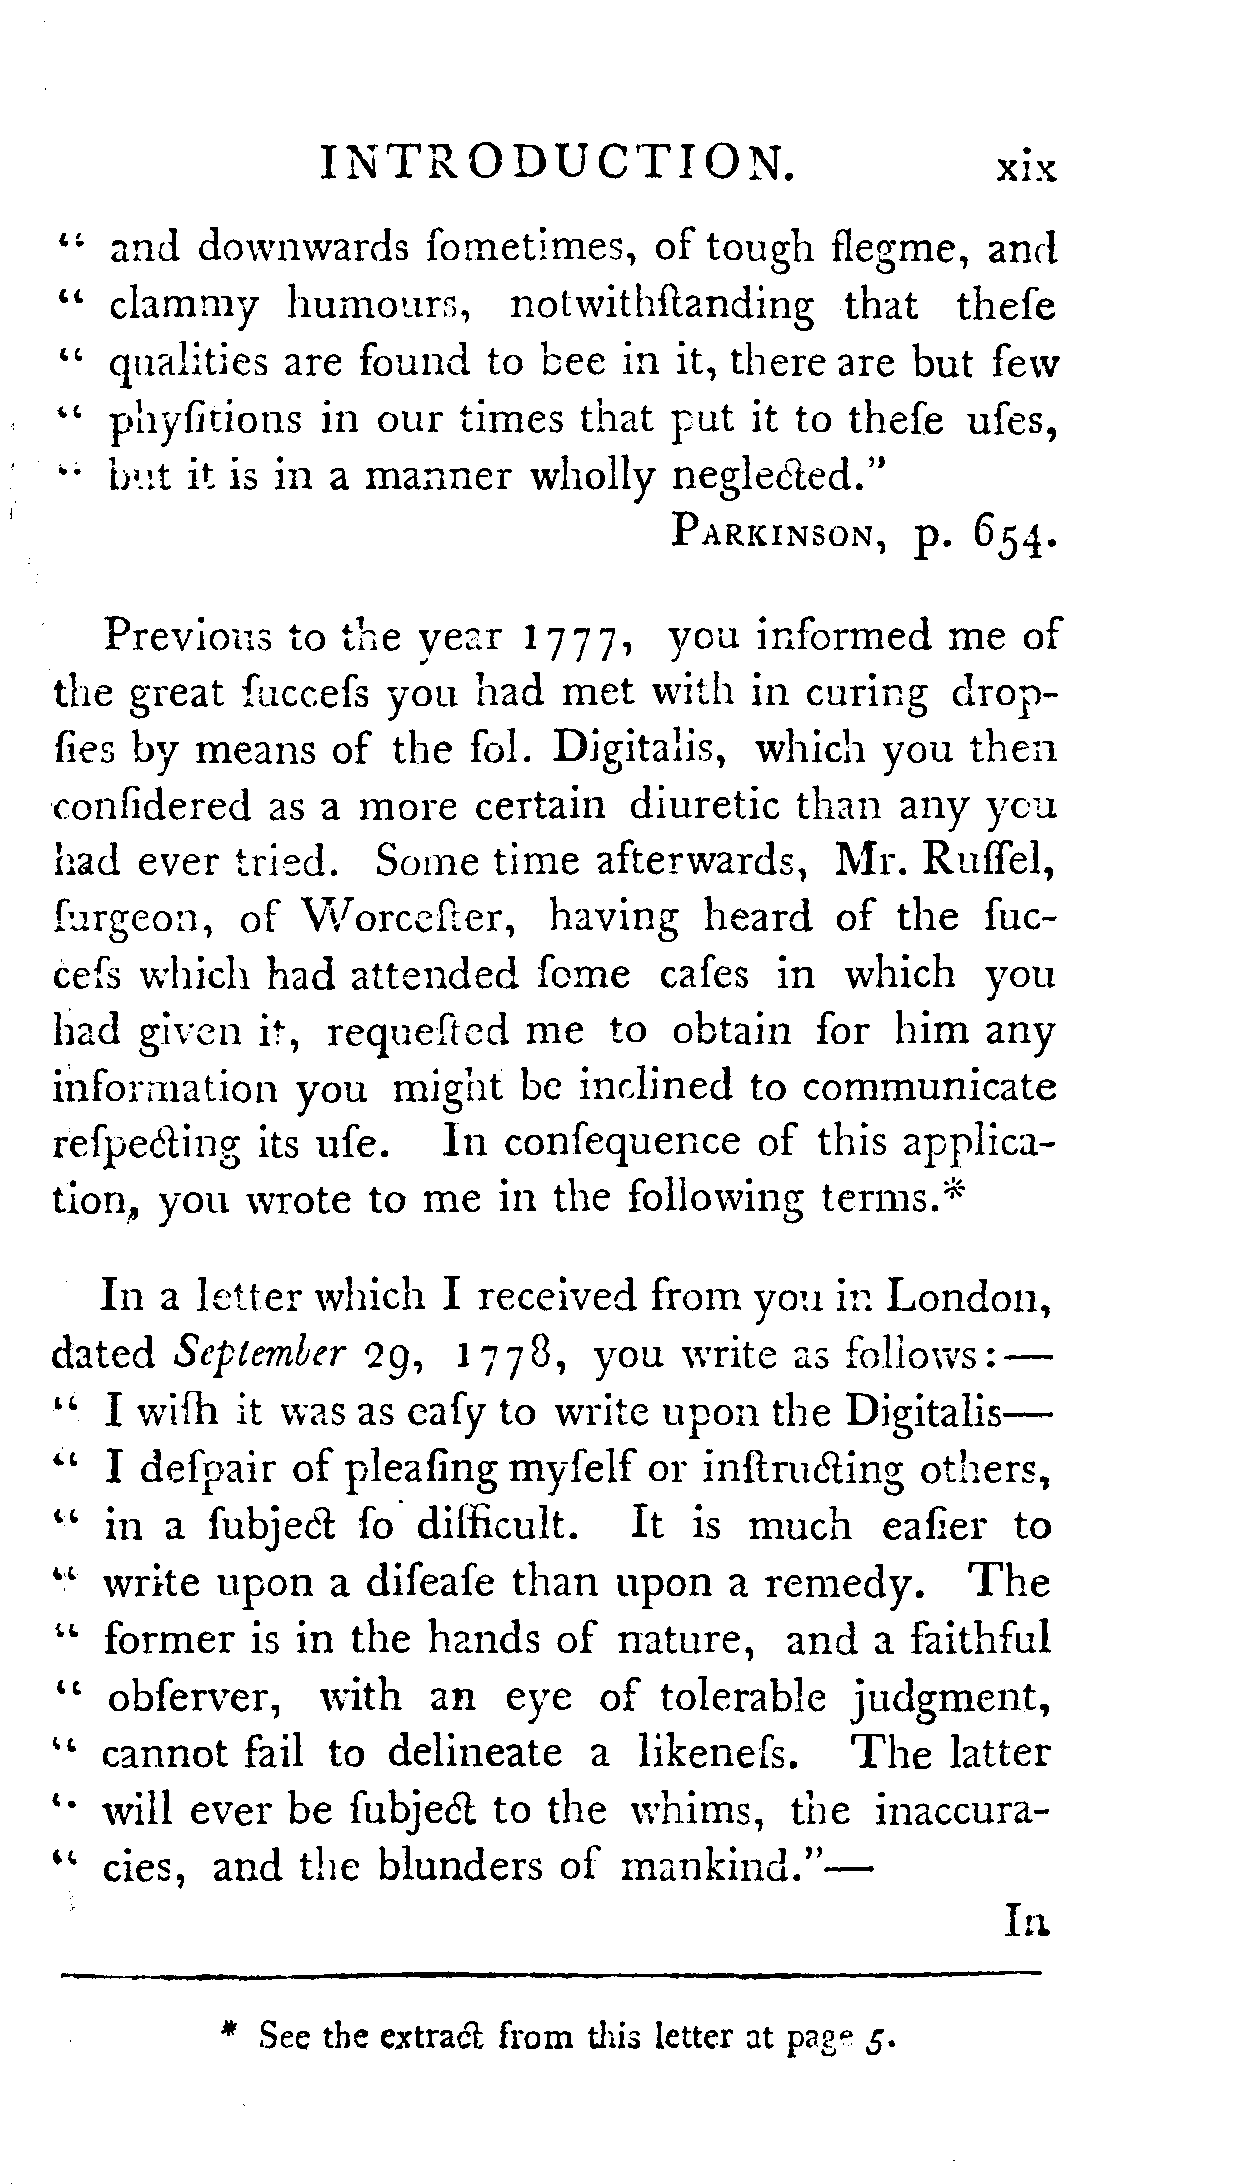 INTRODUCTION. xix
“ and downwards ſometimes, of tough flegme, and
“ clammy humours, notwithſtanding that theſe
“ qualities are found to bee in it, there are but few
“ phyſitions in our times that put it to theſe uſes,
“ but it is in a manner wholly neglected.”
PARKINSON, p. 654.
Previous to the year 1777, you informed me of
the great ſucceſs you had met with in curing drop-
ſies by means of the fol. Digitalis, which you then
conſidered as a more certain diuretic than any you
had ever tried. Some time afterwards, Mr. Ruſſel,
ſurgeon, of Worceſter, having heard of the ſuc-
ceſs which had attended ſome caſes in which you
had given it, requeſted me to obtain for him any
information you might be inclined to communicate
reſpecting its uſe. In conſequence of this applica-
tion, you wrote to me in the following terms.*
In a letter which I received from you in London,
dated September 29, 1778, you write as follows:—
“ I wiſh it was as eaſy to write upon the Digitalis—
“ I deſpair of pleaſing myſelf or inſtructing others,
“ in a ſubject ſo difficult. It is much eaſier to
“ write upon a diſeaſe than upon a remedy. The
“ former is in the hands of nature, and a faithful
“ obſerver, with an eye of tolerable judgment,
“ cannot fail to delineate a likeneſs. The latter
“ will ever be ſubject to the whims, the inaccura-
“ cies, and the blunders of mankind.”—
In
* See the extract from this letter at page 5.